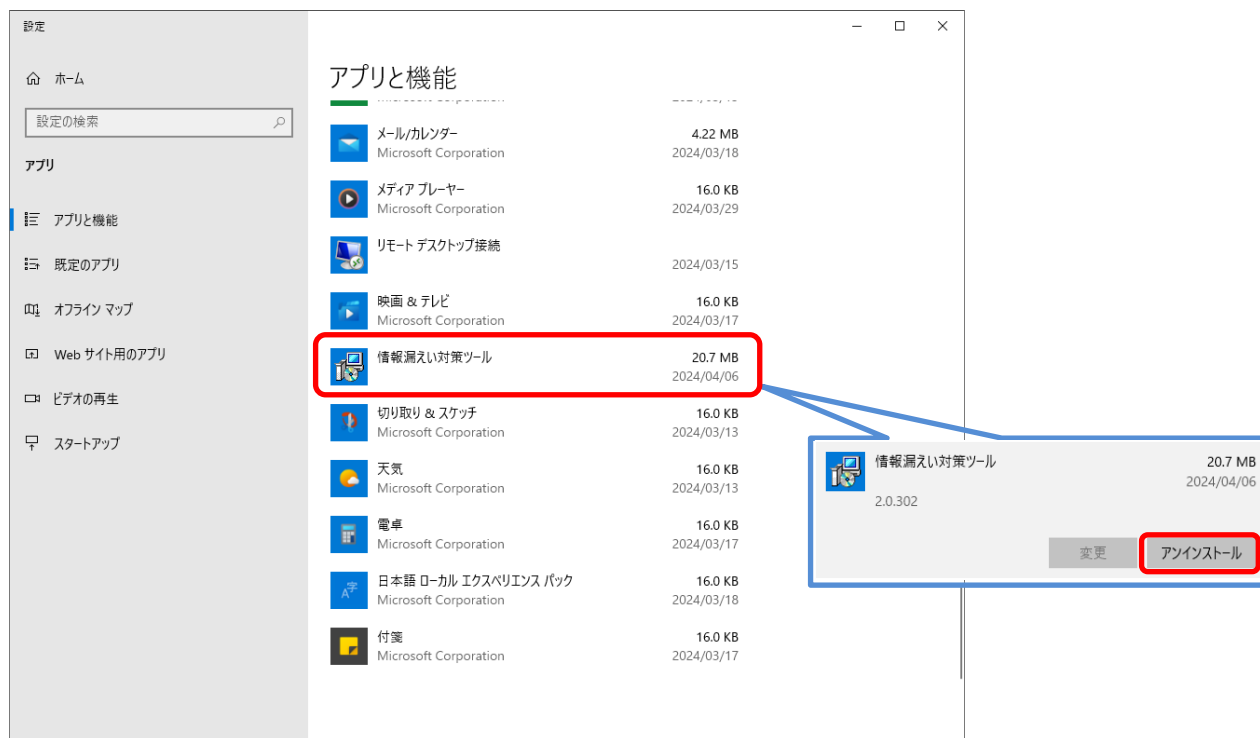 設定
ホーム
設定の検索
アプリ
アプリと機能
既定のアプリ
オフライン マップ
Web サイト用のアプリ
ビデオの再生
スタートアップ
アプリと機能
メール/カレンダー
4.22 MB
Microsoft Corporation
2024/03/18
メディア プレーヤー
16.0 KB
Microsoft Corporation
2024/03/29
リモート デスクトップ接続
2024/03/15
映画 & テレビ
16.0 KB
Microsoft Corporation
2024/03/17
情報漏えい対策ツール
20.7 MB
2024/04/06
切り取り & スケッチ
16.0 KB
Microsoft Corporation
2024/03/13
天気
16.0 KB
Microsoft Corporation
2024/03/13
電卓
16.0 KB
Microsoft Corporation
2024/03/17
日本語 ローカル エクスペリエンス パック
16.0 KB
Microsoft Corporation
2024/03/18
付箋
16.0 KB
Microsoft Corporation
2024/03/17
情報漏えい対策ツール
20.7 MB
2024/04/06
2.0.302
変更
アンインストール